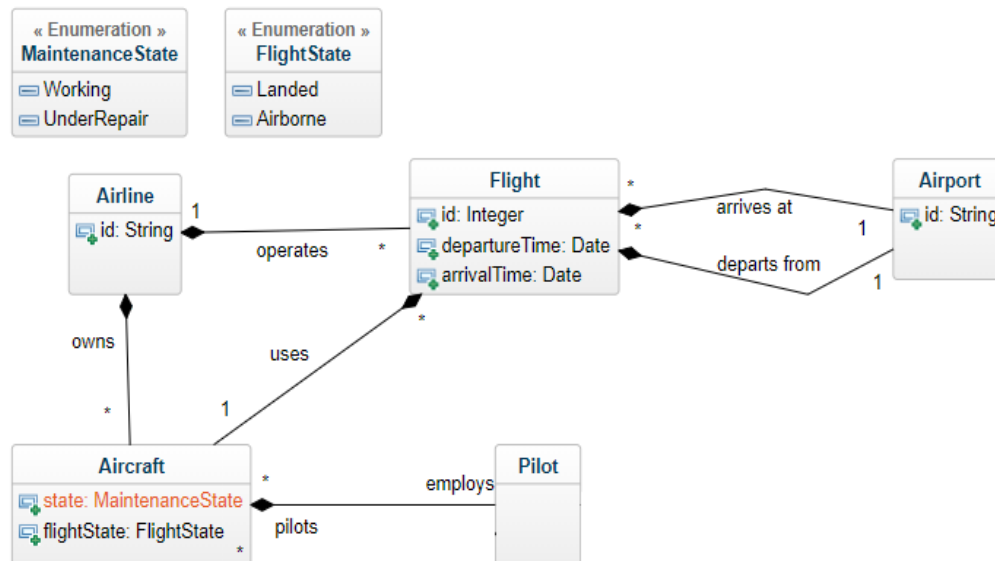 « Enumeration »
MaintenanceState
Working
UnderRepair
« Enumeration »
FlightState
Landed
Airborne
Airline
id: String
1
operates
*
Flight
id: Integer
departureTime: Date
arrivalTime: Date
*
arrives at
1
*
departs from
1
Airport
id: String
owns
*
uses
*
1
Aircraft
state: MaintenanceState
flightState: FlightState
*
*
employs
pilots
Pilot